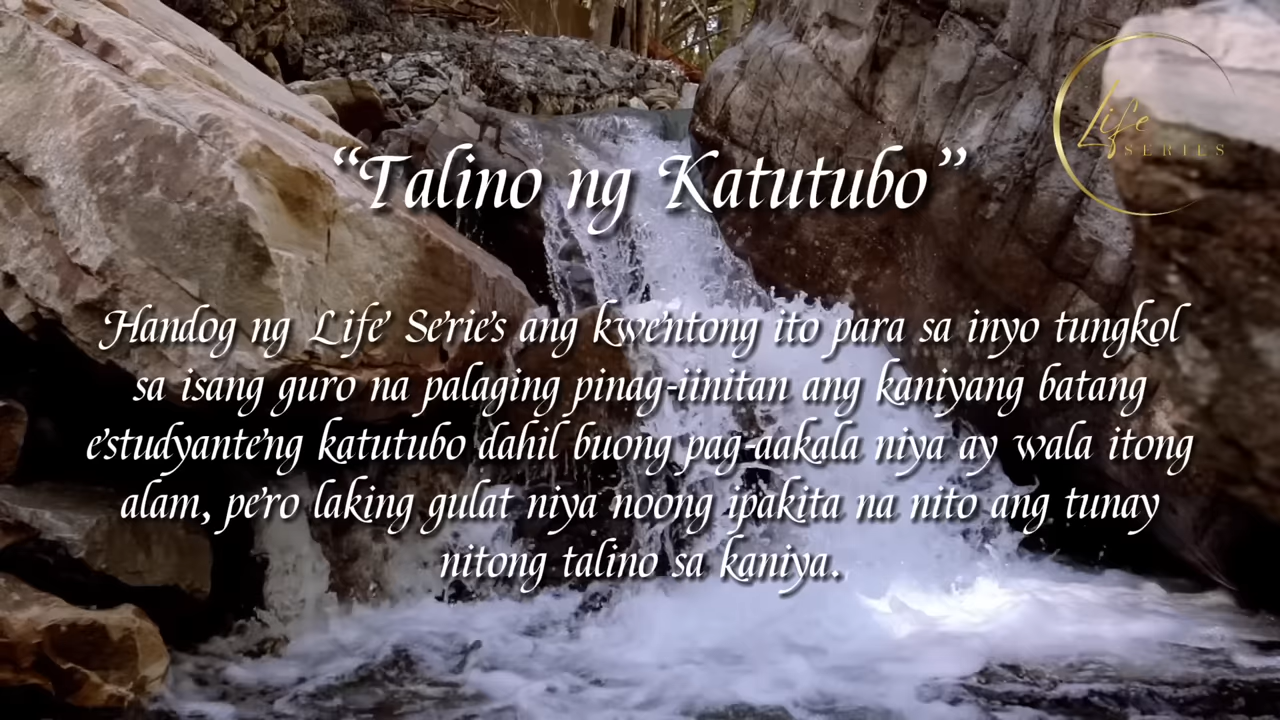 Life
SERIES
“Talino ng Katutubo”
Handog ng Life Series ang kwentong ito para sa inyo tungkol
sa isang guro na palaging pinag-iinitan ang kaniyang batang
estudyanteng katutubo dahil buong pag-aakala niya ay wala itong
alam, pero laking gulat niya noong ipakita na nito ang tunay
nitong talino sa kaniya.